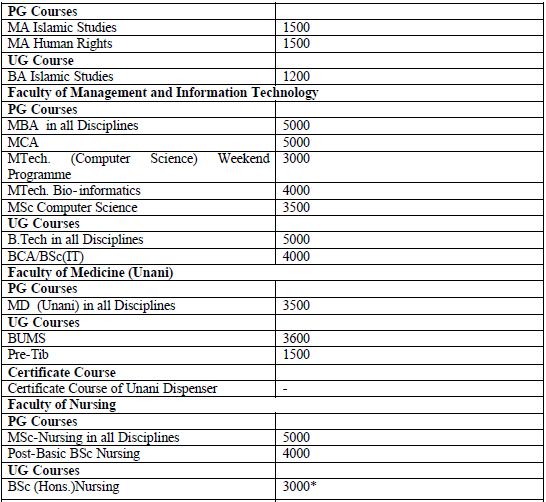 PG Courses
MA Islamic Studies 1500
MA Human Rights 1500
UG Course
BA Islamic Studies 1200
Faculty of Management and Information Technology
PG Courses
MBA in all Disciplines 5000
MCA 5000
MTech. (Computer Science) Weekend 3000
Programme
MTech. Bio-informatics 4000
MSc Computer Science 3500
UG Courses
B.Tech in all Disciplines 5000
BCA/BSc(IT) 4000
Faculty of Medicine (Unani)
PG Courses
MD (Unani) in all Disciplines 3500
UG Courses
BUMS 3600
Pre-Tib 1500
Certificate Course
Certificate Course of Unani Dispenser -
Faculty of Nursing
PG Courses
MSc-Nursing in all Disciplines 5000
Post-Basic BSc Nursing 4000
UG Courses
BSc (Hons.)Nursing 3000*